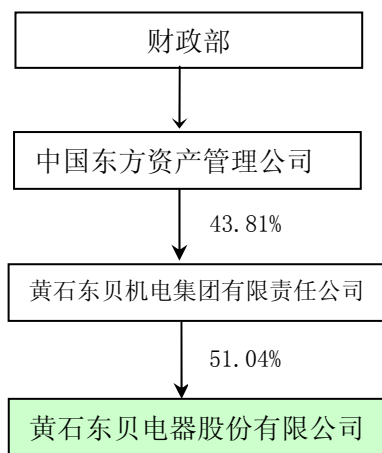 财政部
中国东方资产管理公司
43.81%
黄石东贝机电集团有限责任公司
51.04%
黄石东贝电器股份有限公司